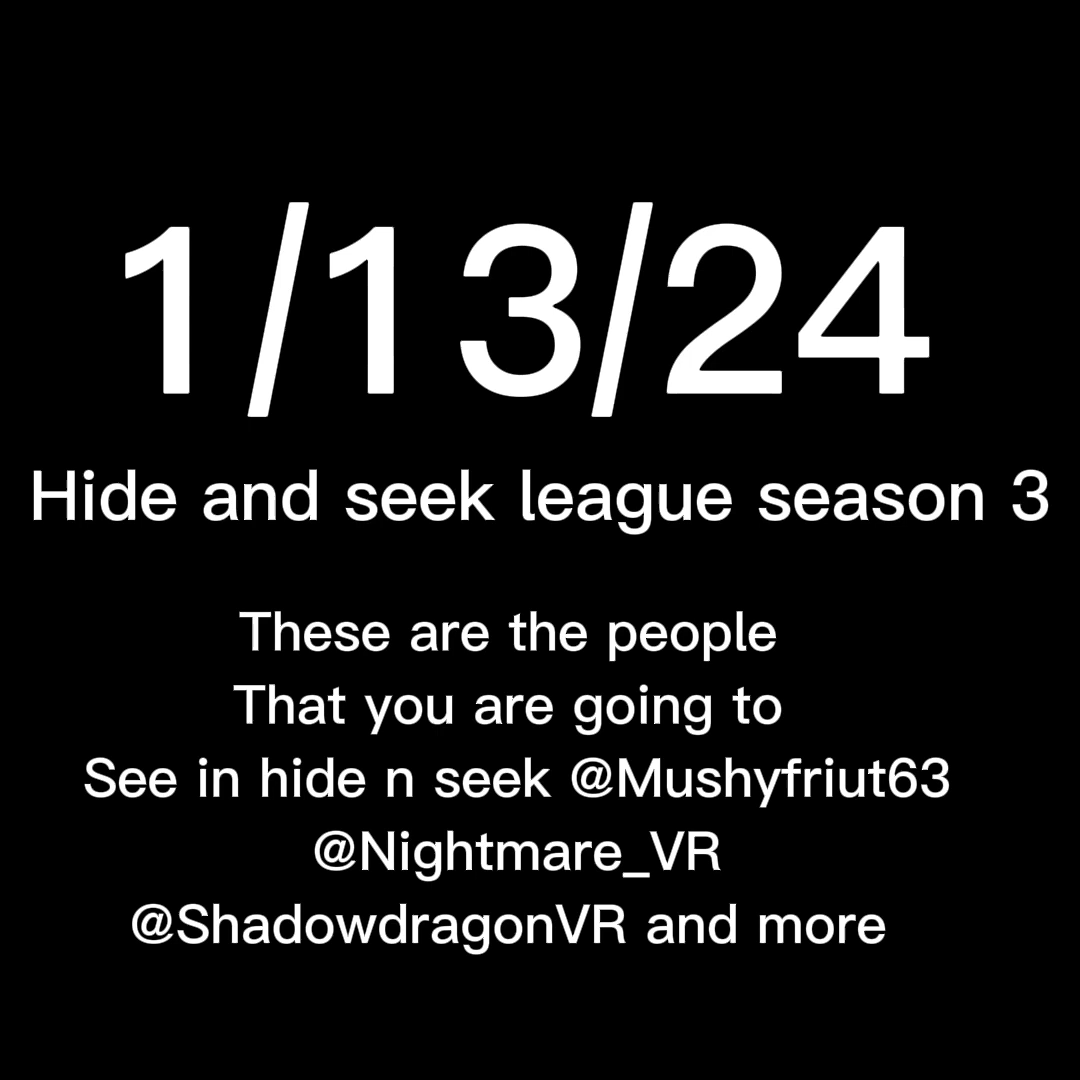 1/13/24
Hide and seek league season 3
These are the people
That you are going to
See in hide n seek @Mushyfriut63
@Nightmare_VR
@ShadowdragonVR and more